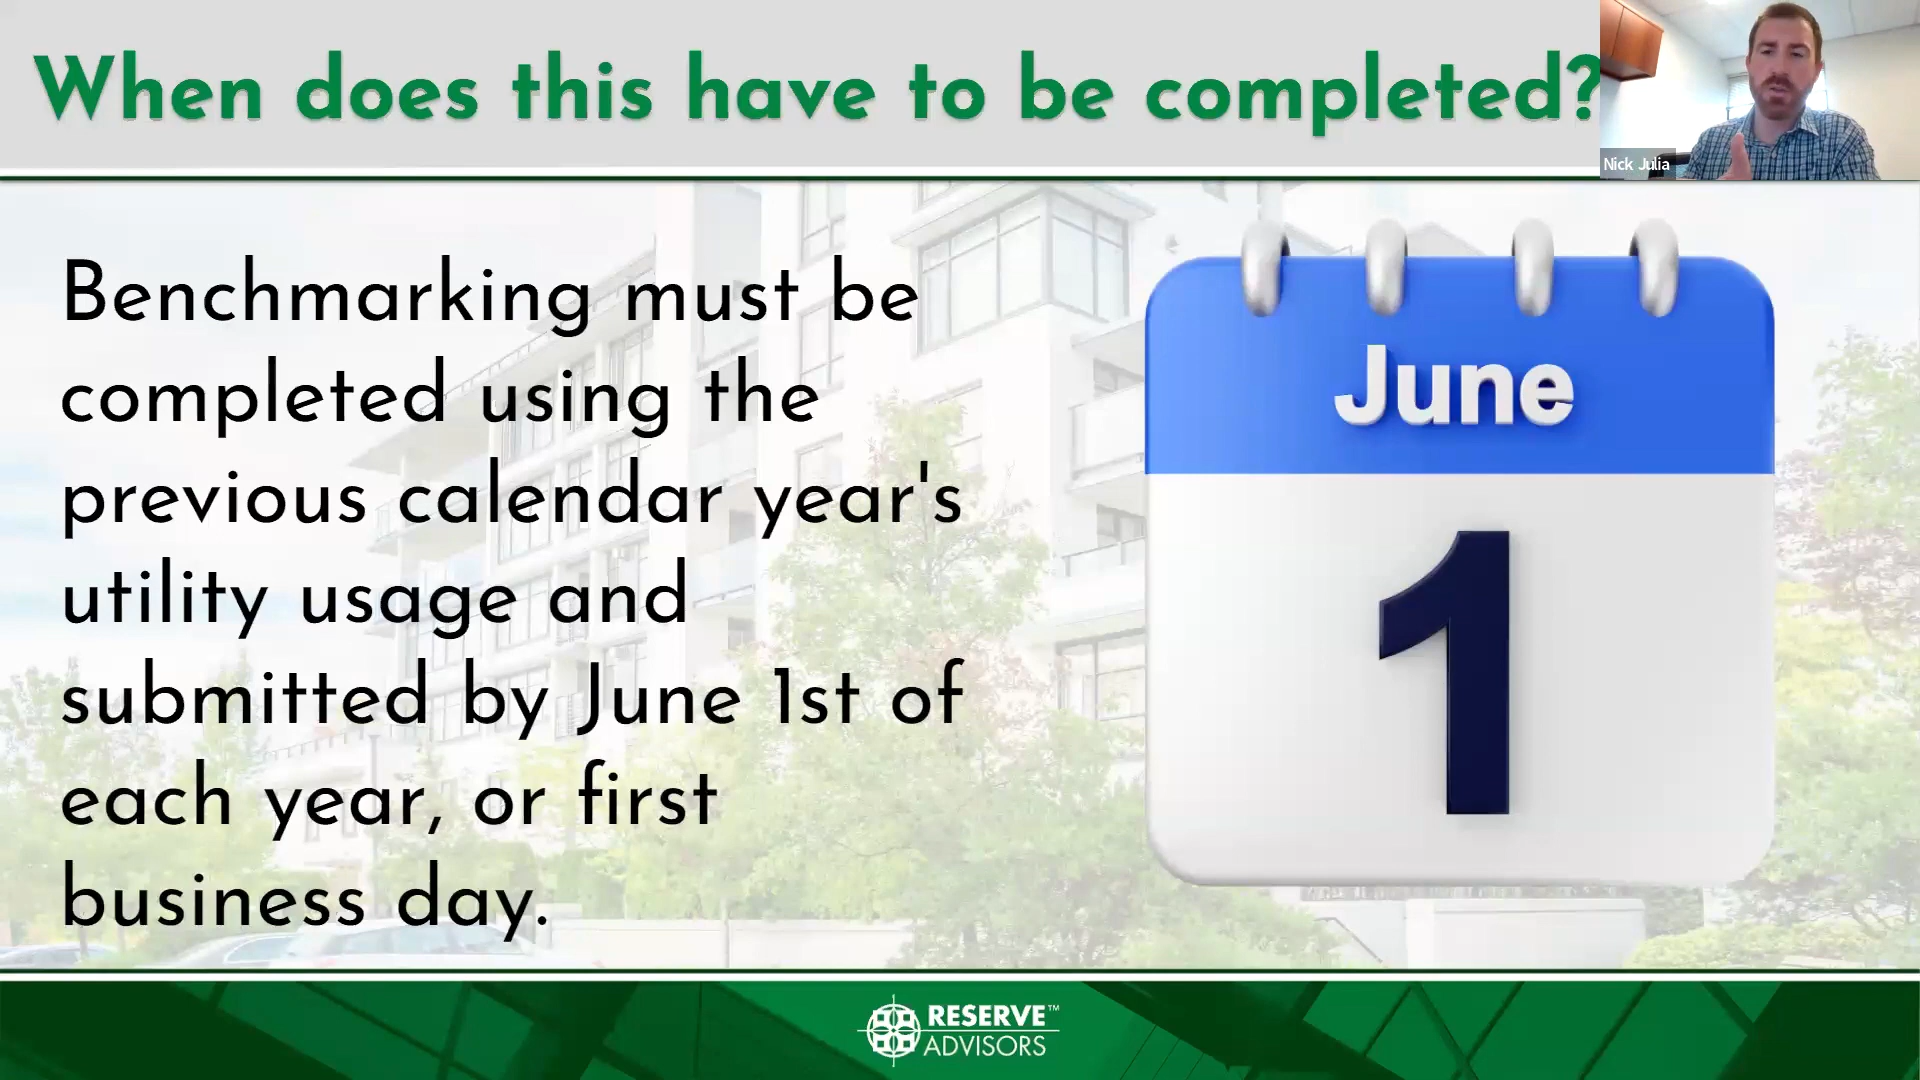 When does this have to be completed?
Nick Julia
Benchmarking must be
completed using the
previous calendar year's
utility usage and
submitted by June 1st of
each year, or first
business day.
June
1
RESERVE™
ADVISORS